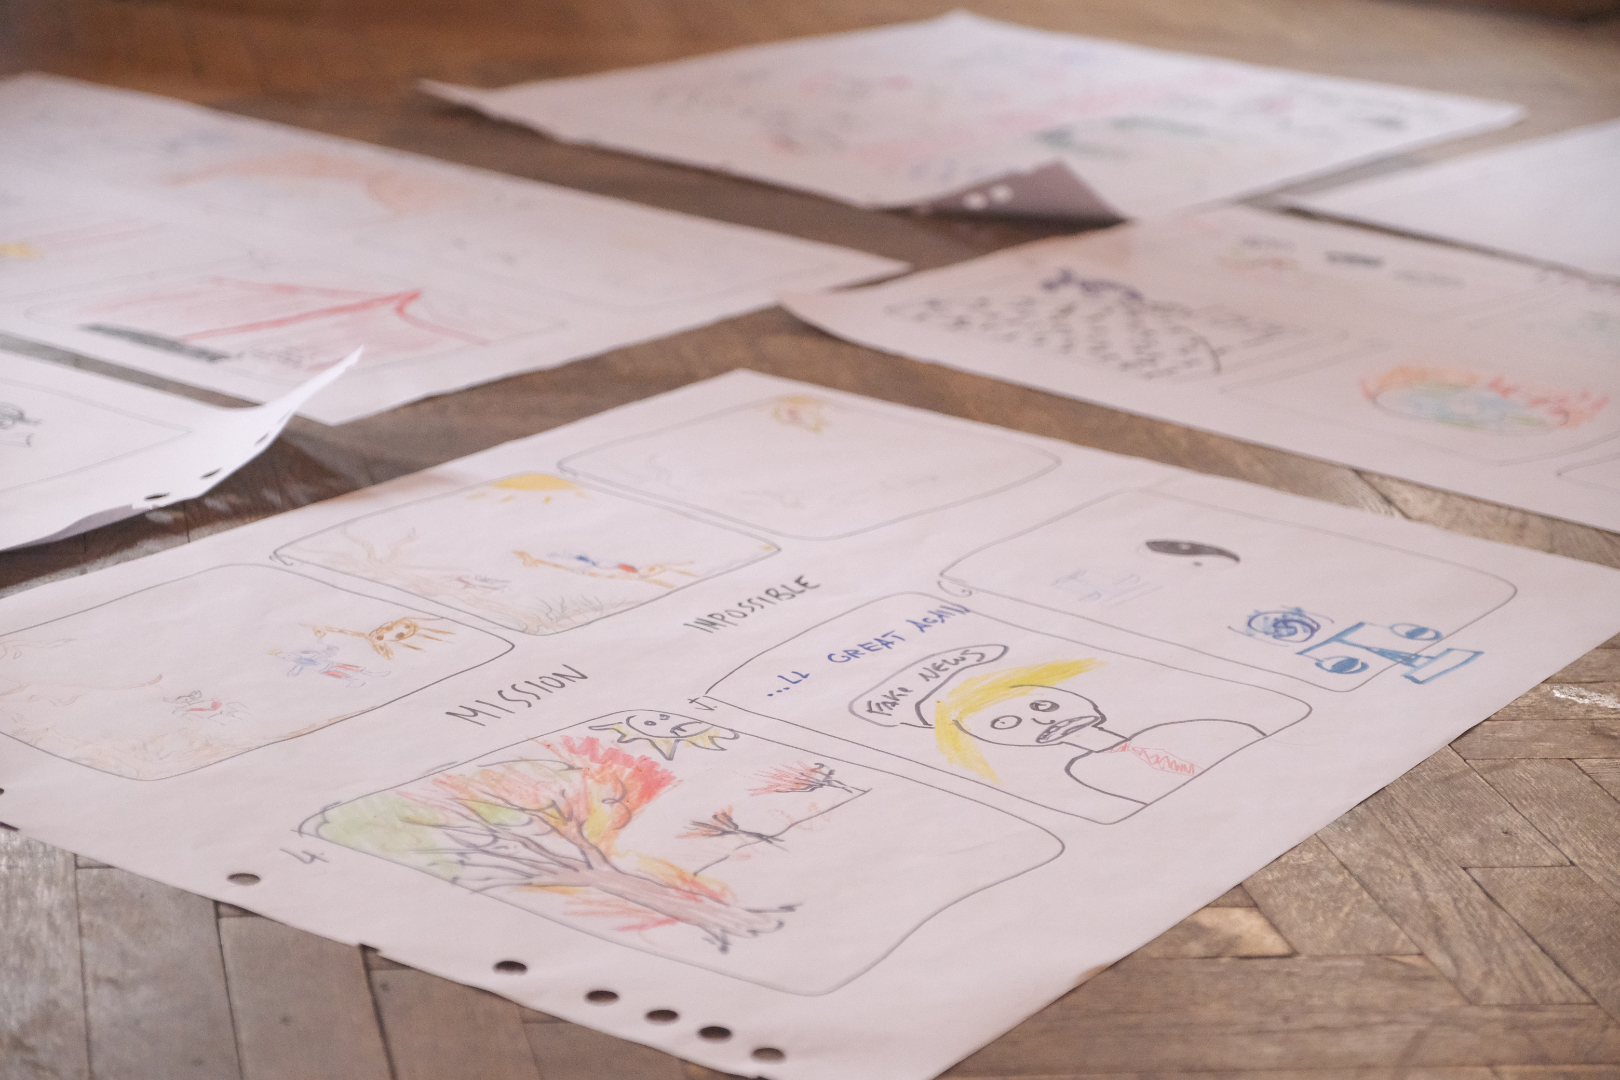 MISSION
IMPOSSIBLE
4.
...LL GREAT AGAIN
FAKE NEWS